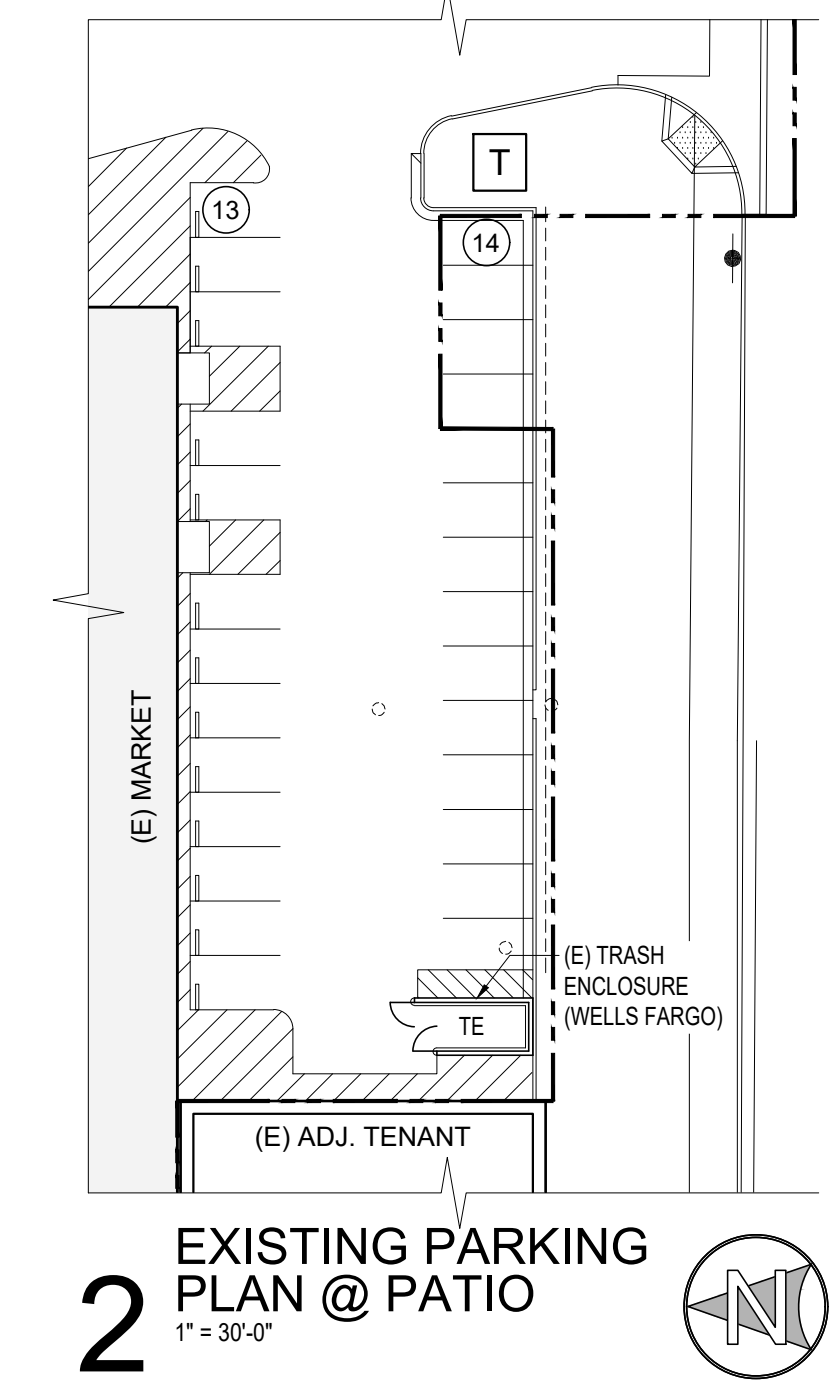 T
13
14
(E) MARKET
(E) TRASH
ENCLOSURE
(WELLS FARGO)
TE
(E) ADJ. TENANT
2
EXISTING PARKING
PLAN @ PATIO
1" = 30'-0"
N